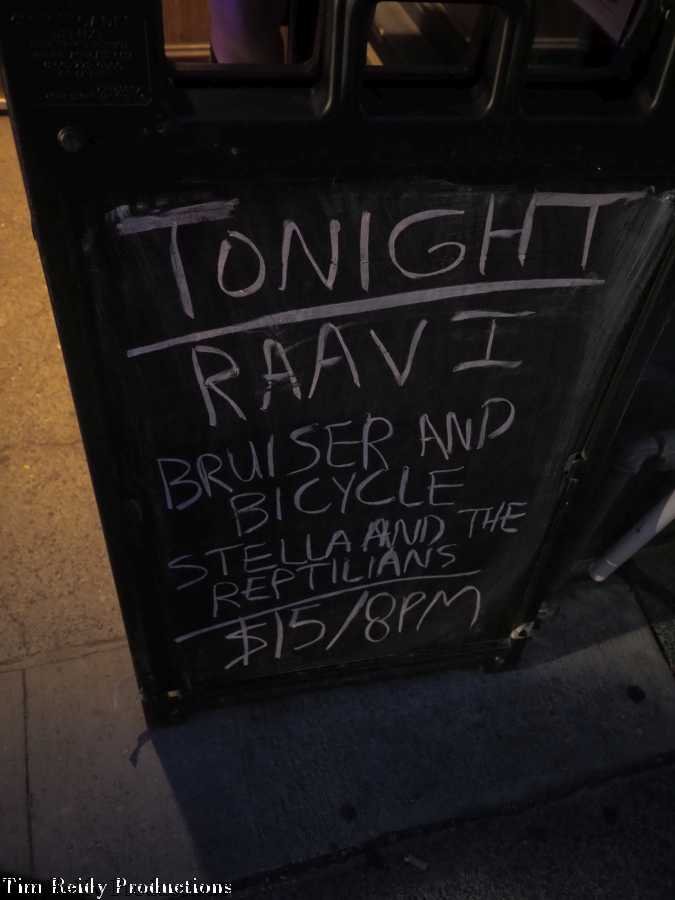 TONIGHT
RAAVI
BRUISER AND
BICYCLE
STELLA AND THE
REPTILIANS
$15/8PM
Tim Reidy Productions